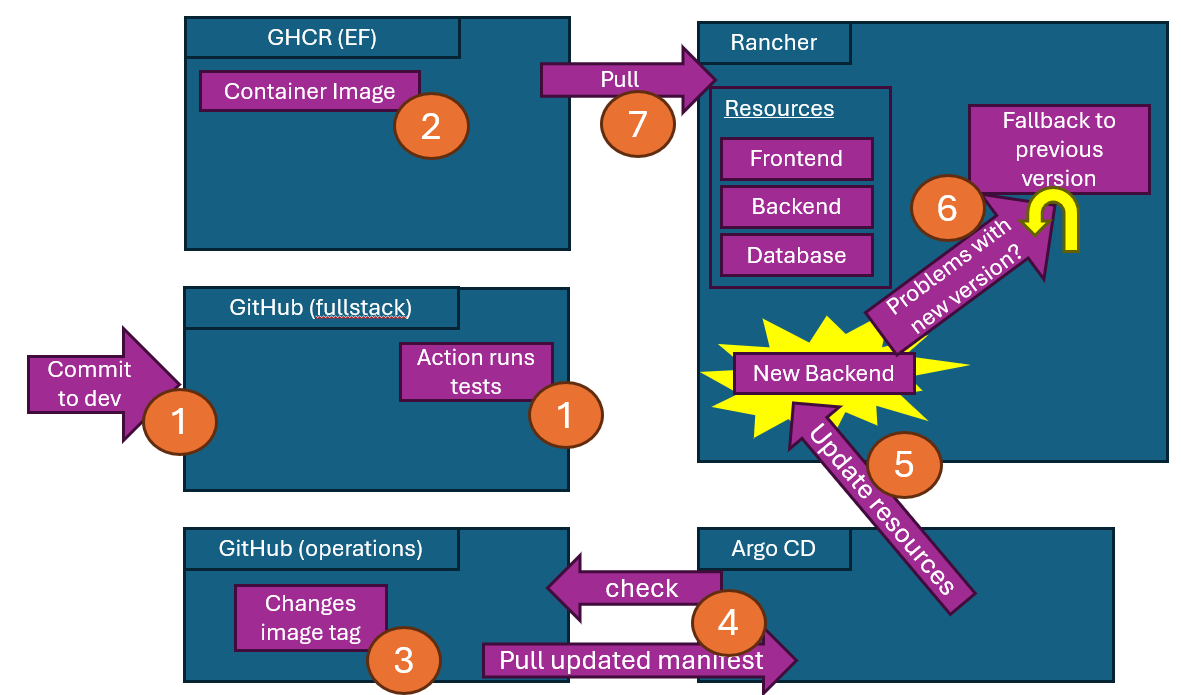 GHCR (EF)
Container Image
2
Pull
7
Rancher
Resources
Frontend
Backend
Database
Fallback to
previous
version
6
Problems with
new version?
New Backend
GitHub (fullstack)
Commit
to dev
1
Action runs
tests
1
5
Update resources
GitHub (operations)
Changes
image tag
3
Argo CD
check
4
Pull updated manifest